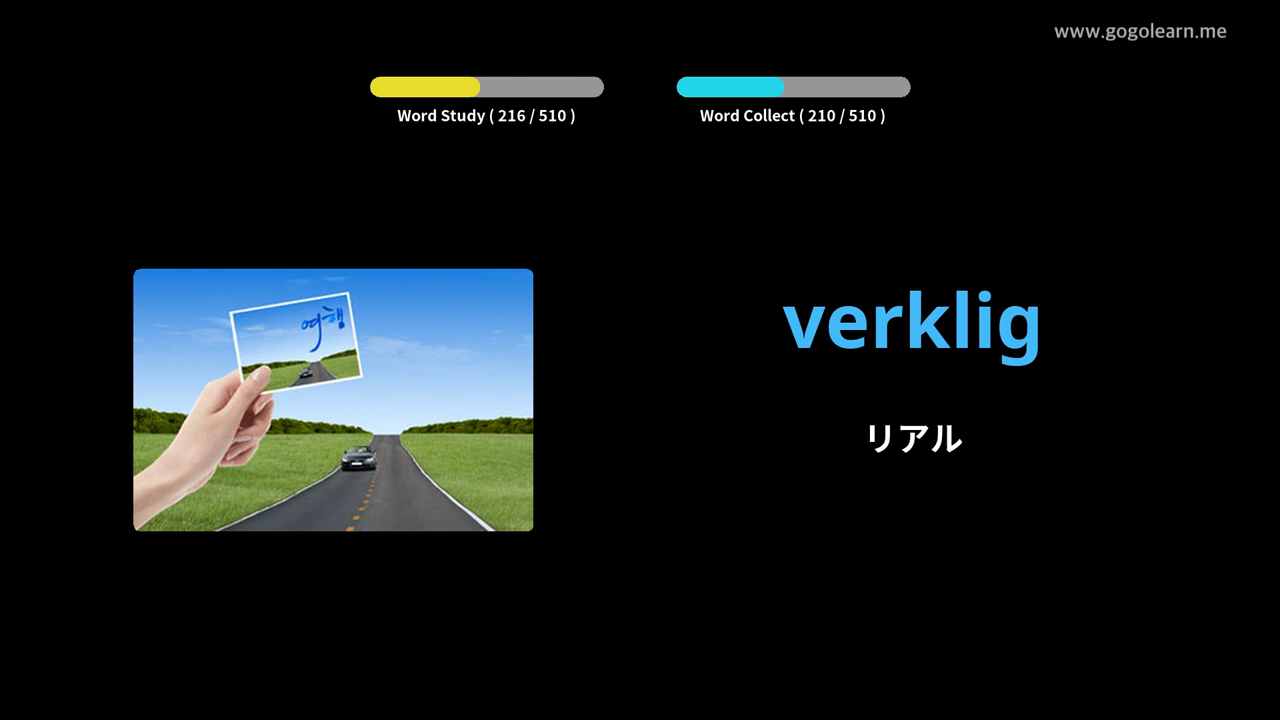 www.gogolearn.me
Word Study ( 216 / 510 )
Word Collect ( 210 / 510 )
여행
verklig
リアル